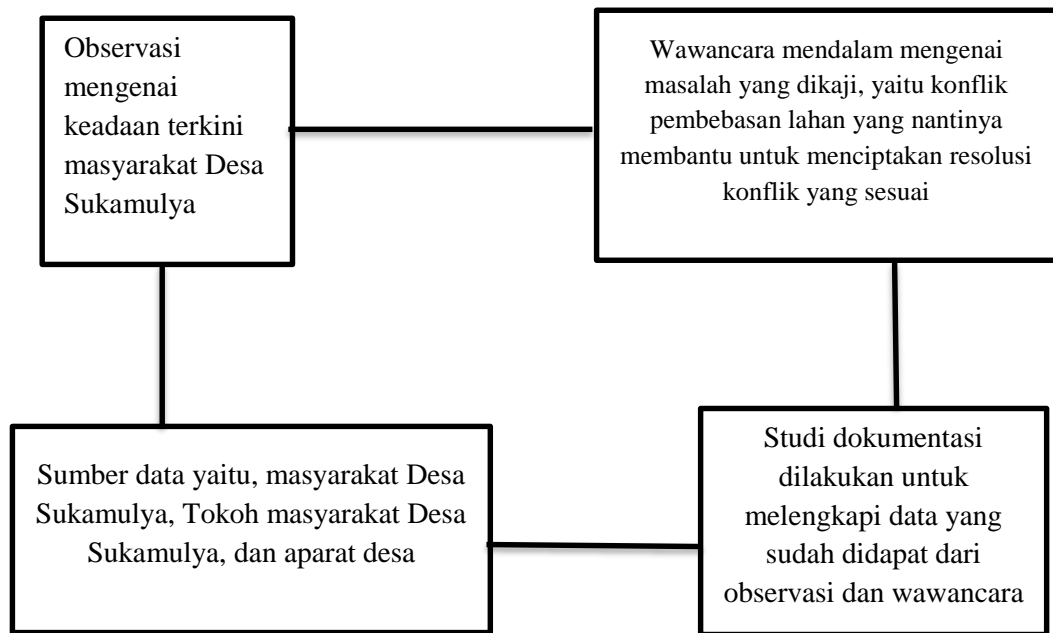 Observasi
mengenai
keadaan terkini
masyarakat Desa
Sukamulya
Wawancara mendalam mengenai
masalah yang dikaji, yaitu konflik
pembebasan lahan yang nantinya
membantu untuk menciptakan resolusi
konflik yang sesuai
Sumber data yaitu, masyarakat Desa
Sukamulya, Tokoh masyarakat Desa
Sukamulya, dan aparat desa
Studi dokumentasi
dilakukan untuk
melengkapi data yang
sudah didapat dari
observasi dan wawancara